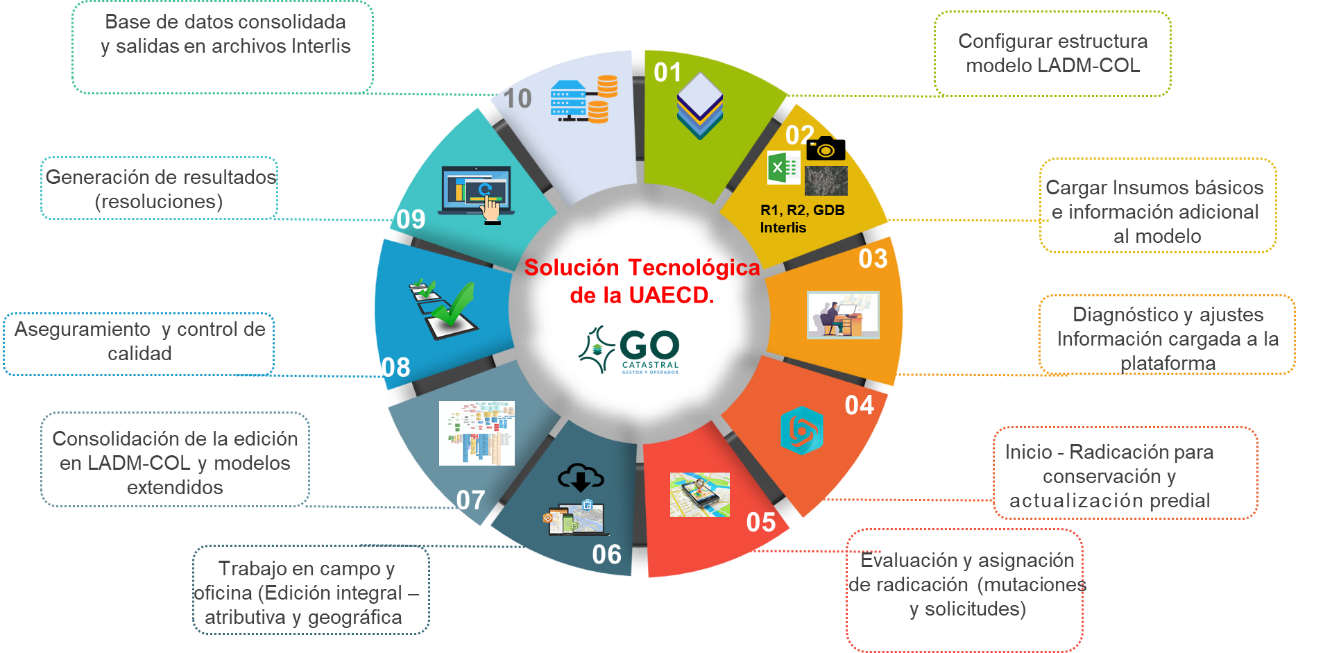 Base de datos consolidada
y salidas en archivos Interlis
Configurar estructura
modelo LADM-COL
Generación de resultados
(resoluciones)
Cargar Insumos básicos
e información adicional
al modelo
Aseguramiento y control de
calidad
Diagnóstico y ajustes
Información cargada a la
plataforma
Consolidación de la edición
en LADM-COL y modelos
extendidos
Inicio - Radicación para
conservación y
actualización predial
Trabajo en campo y
oficina (Edición integral –
atributiva y geográfica
Evaluación y asignación
de radicación (mutaciones
y solicitudes)
01
02
R1, R2, GDB
Interlis
03
04
05
06
07
08
09
10
Solución Tecnológica
de la UAECD.
GO
CATASTRAL
GESTOR Y OPERADOR